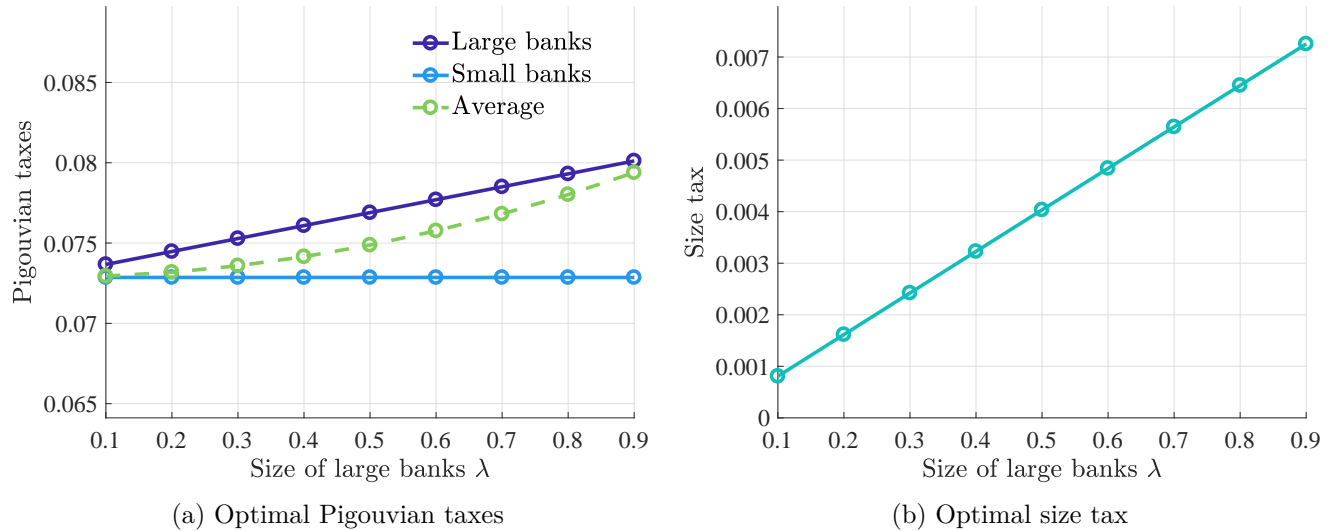 Large banks
Small banks
Average
Pigouvian taxes
0.085
0.08
0.075
0.07
0.065
0.1 0.2 0.3 0.4 0.5 0.6 0.7 0.8 0.9
Size of large banks λ
(a) Optimal Pigouvian taxes
Size tax
0.007
0.006
0.005
0.004
0.003
0.002
0.001
0
0.1 0.2 0.3 0.4 0.5 0.6 0.7 0.8 0.9
Size of large banks λ
(b) Optimal size tax